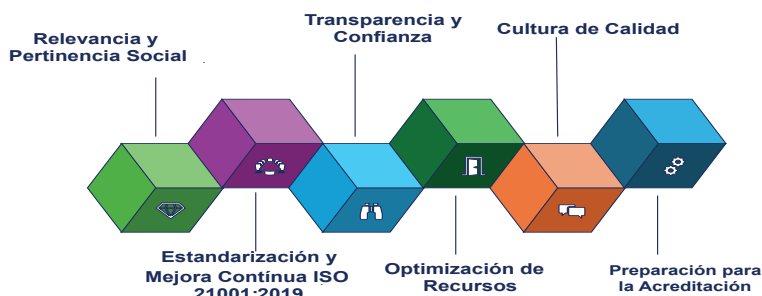 Relevancia y
Pertinencia Social
Transparencia y
Confianza
Cultura de Calidad
Estandarización y
Mejora Contínua ISO
21001:2019
Optimización de
Recursos
Preparación para
la Acreditación